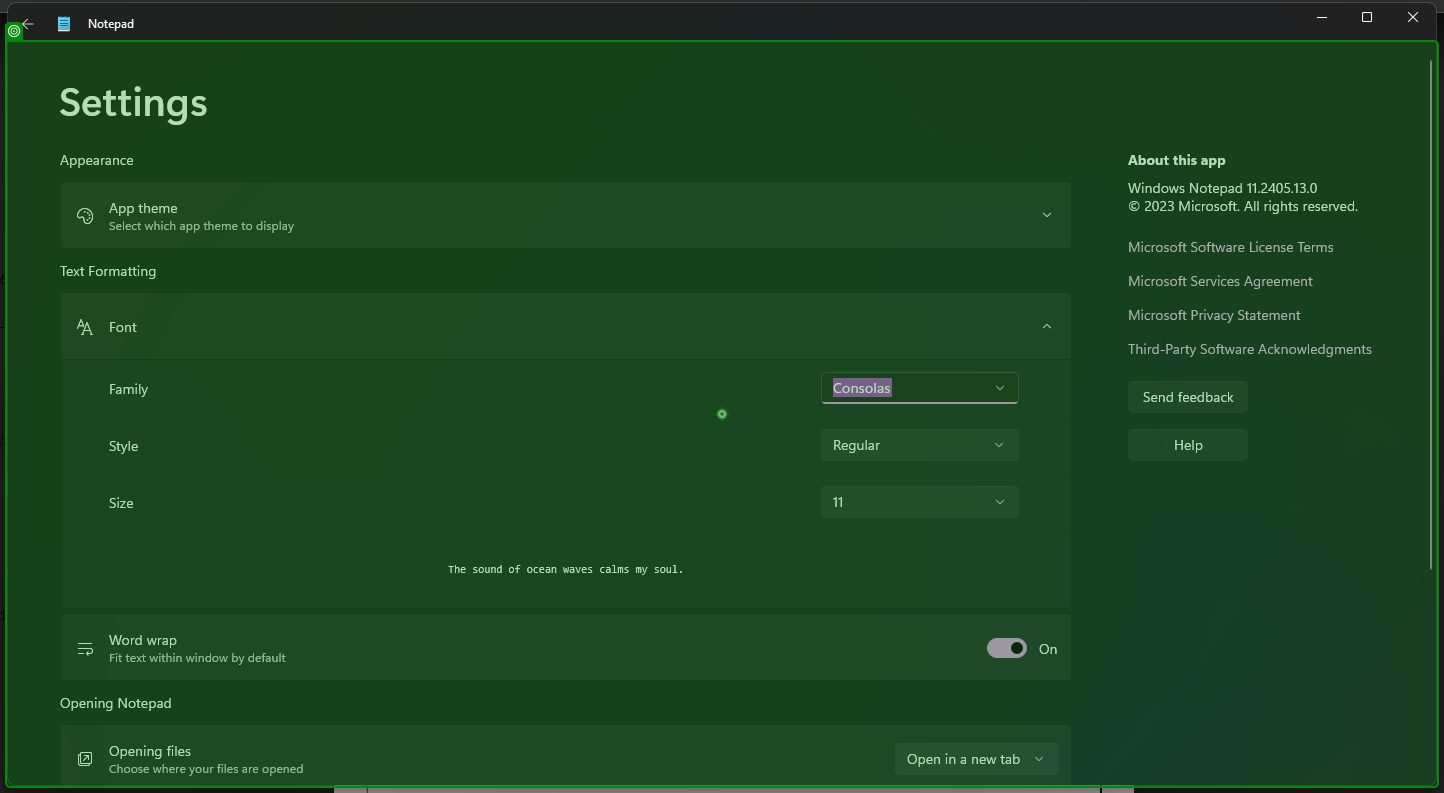 Notepad
Settings
Appearance
App theme
Select which app theme to display
Text Formatting
Font
Family
Consolas
Style
Regular
Size
11
The sound of ocean waves calms my soul.
Word wrap
Fit text within window by default
On
Opening Notepad
Opening files
Choose where your files are opened
Open in a new tab
About this app
Windows Notepad 11.2405.13.0
© 2023 Microsoft. All rights reserved.
Microsoft Software License Terms
Microsoft Services Agreement
Microsoft Privacy Statement
Third-Party Software Acknowledgments
Send feedback
Help